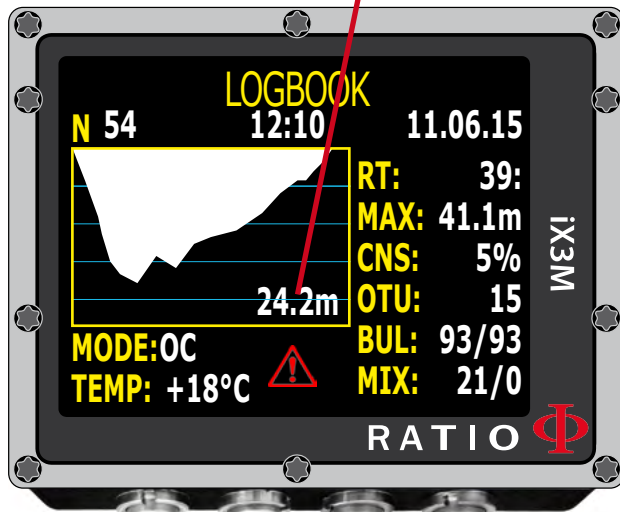 LOGBOOK
N 54 12:10 11.06.15
RT: 39:
MAX: 41.1m
CNS: 5%
24.2m OTU: 15
MODE:OC BUL: 93/93
TEMP: +18°C MIX: 21/0
iX3M
RATIO